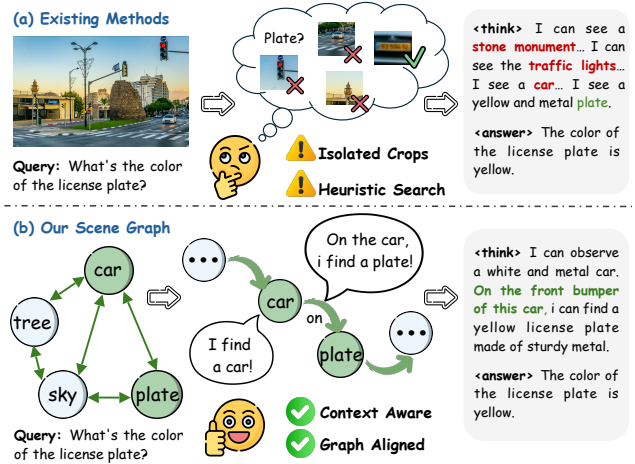 (a) Existing Methods
Plate?
Query: What's the color
of the license plate?
Isolated Crops
Heuristic Search
<think> I can see a
stone monument... I can
see the traffic lights...
I see a car... I see a
yellow and metal plate.
<answer> The color of
the license plate is
yellow.
(b) Our Scene Graph
car
tree
sky
plate
Query: What's the color
of the license plate?
•••
I find
a car!
car
On the car,
i find a plate!
on
plate
•••
Context Aware
Graph Aligned
<think> I can observe
a white and metal car.
On the front bumper
of this car, i can find a
yellow license plate
made of sturdy metal.
<answer> The color of
the license plate is
yellow.